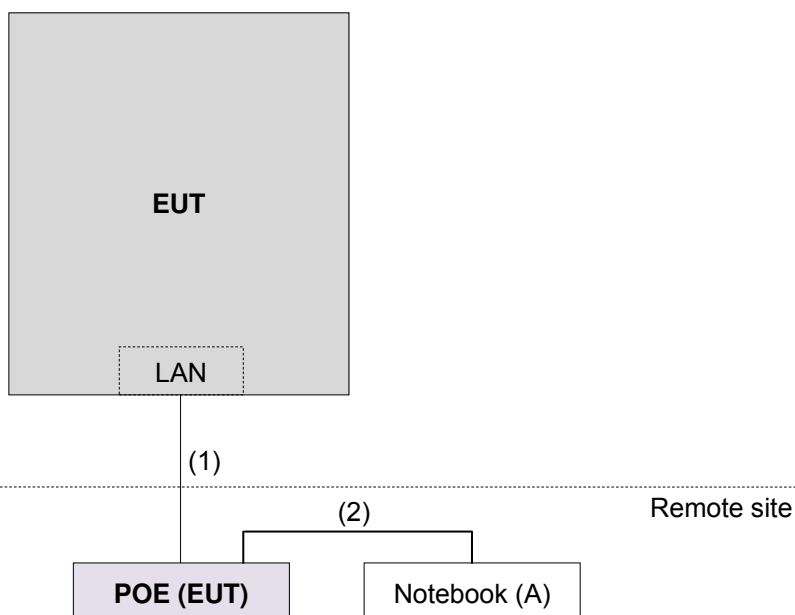 EUT
LAN
(1)
Remote site
(2)
POE (EUT)
Notebook (A)